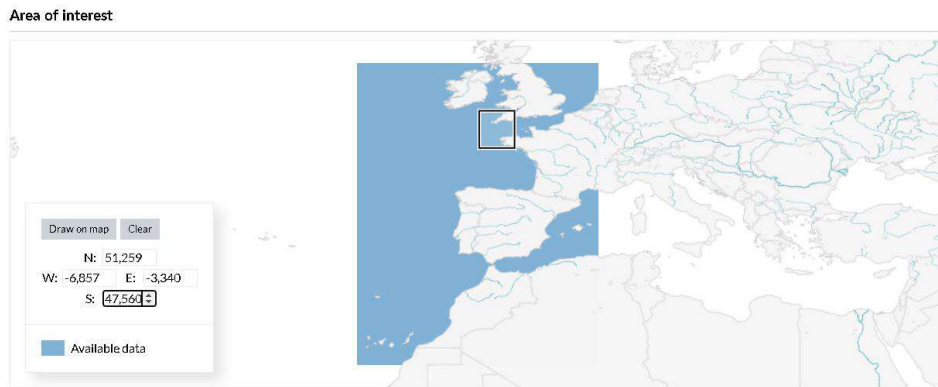 Area of interest
Draw on map Clear
N: 51,259
W: -6,857 E: -3,340
S: 47,560
Available data